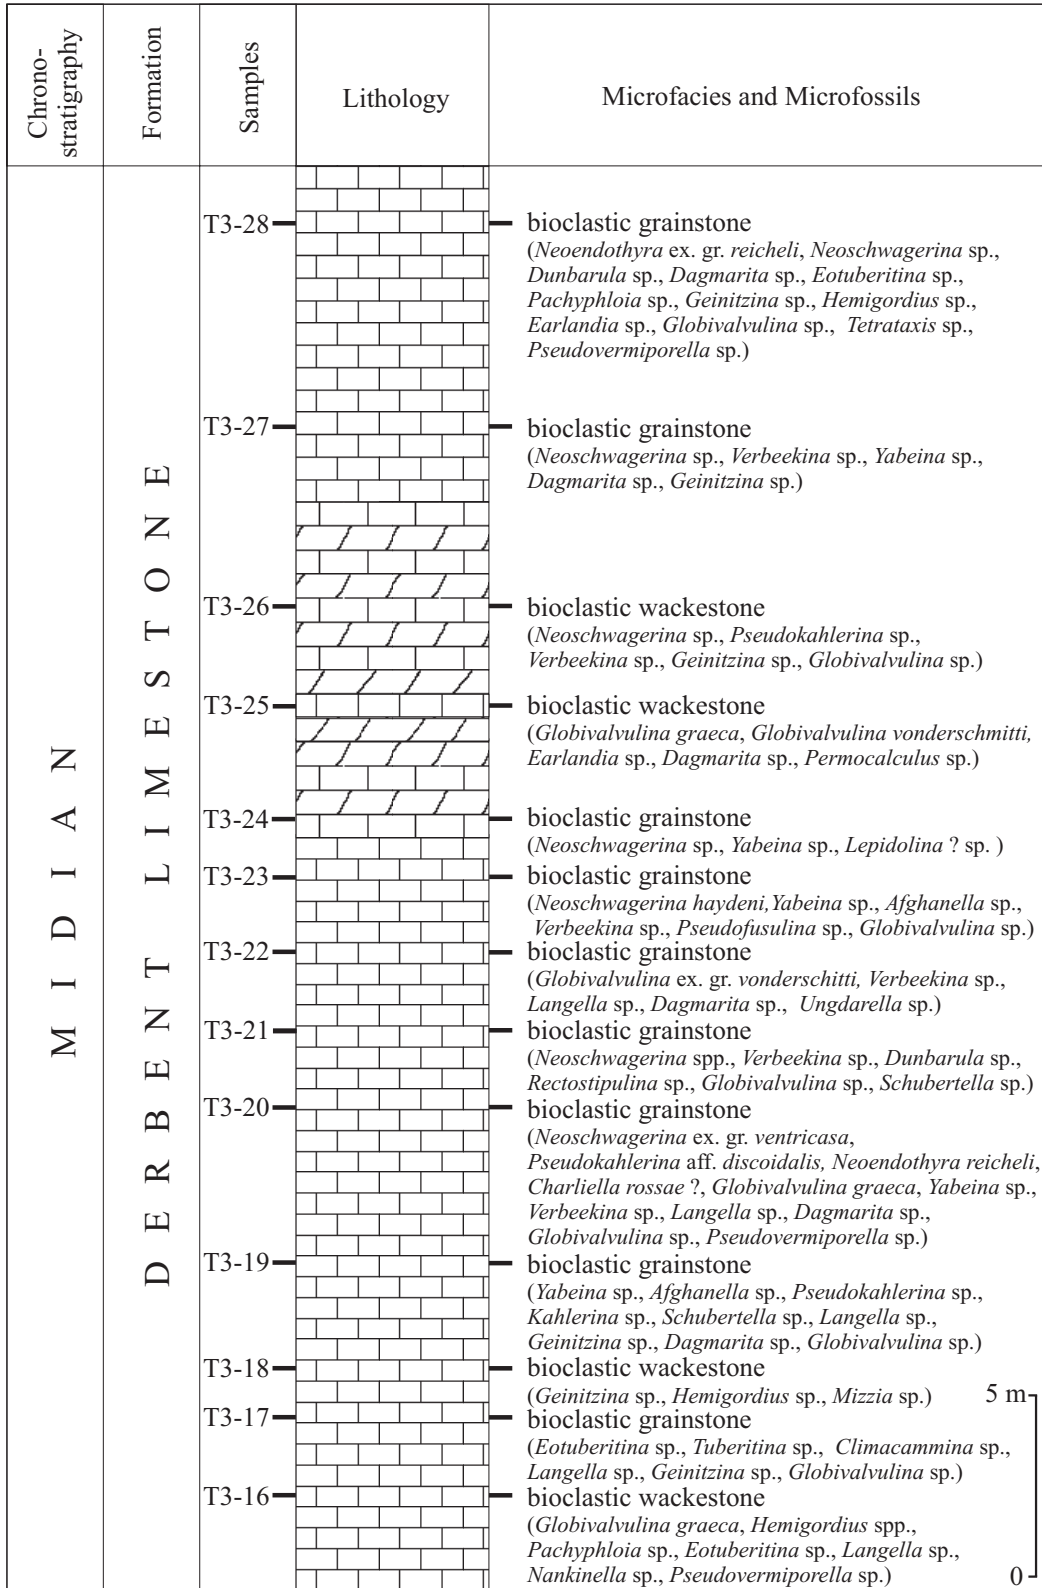 Chrono-
stratigraphy
Formation
Samples
Lithology
Microfacies and Microfossils
MIDIAN
DERBENT LIMESTONE
T3-28
bioclastic grainstone
(Neoendothyra ex. gr. reicheli, Neoschwagerina sp.,
Dunbarula sp., Dagmarita sp., Eotuberitina sp.,
Pachyphloia sp., Geinitzina sp., Hemigordius sp.,
Earlandia sp., Globivalvulina sp., Tetrataxis sp.,
Pseudovermiporella sp.)
T3-27
bioclastic grainstone
(Neoschwagerina sp., Verbeekina sp., Yabeina sp.,
Dagmarita sp., Geinitzina sp.)
T3-26
bioclastic wackestone
(Neoschwagerina sp., Pseudokahlerina sp.,
Verbeekina sp., Geinitzina sp., Globivalvulina sp.)
T3-25
bioclastic wackestone
(Globivalvulina graeca, Globivalvulina vonderschmitti,
Earlandia sp., Dagmarita sp., Permocalculus sp.)
T3-24
bioclastic grainstone
(Neoschwagerina sp., Yabeina sp., Lepidolina ? sp. )
T3-23
bioclastic grainstone
(Neoschwagerina haydeni,Yabeina sp., Afghanella sp.,
Verbeekina sp., Pseudofusulina sp., Globivalvulina sp.)
T3-22
bioclastic grainstone
(Globivalvulina ex. gr. vonderschitti, Verbeekina sp.,
Langella sp., Dagmarita sp., Ungdarella sp.)
T3-21
bioclastic grainstone
(Neoschwagerina spp., Verbeekina sp., Dunbarula sp.,
Rectostipulina sp., Globivalvulina sp., Schubertella sp.)
T3-20
bioclastic grainstone
(Neoschwagerina ex. gr. ventricasa,
Pseudokahlerina aff. discoidalis, Neoendothyra reicheli,
Charliella rossae ?, Globivalvulina graeca, Yabeina sp.,
Verbeekina sp., Langella sp., Dagmarita sp.,
Globivalvulina sp., Pseudovermiporella sp.)
T3-19
bioclastic grainstone
(Yabeina sp., Afghanella sp., Pseudokahlerina sp.,
Kahlerina sp., Schubertella sp., Langella sp.,
Geinitzina sp., Dagmarita sp., Globivalvulina sp.)
T3-18
bioclastic wackestone
(Geinitzina sp., Hemigordius sp., Mizzia sp.)
5 m
T3-17
bioclastic grainstone
(Eotuberitina sp., Tuberitina sp., Climacammina sp.,
Langella sp., Geinitzina sp., Globivalvulina sp.)
T3-16
bioclastic wackestone
(Globivalvulina graeca, Hemigordius spp.,
Pachyphloia sp., Eotuberitina sp., Langella sp.,
Nankinella sp., Pseudovermiporella sp.)
0